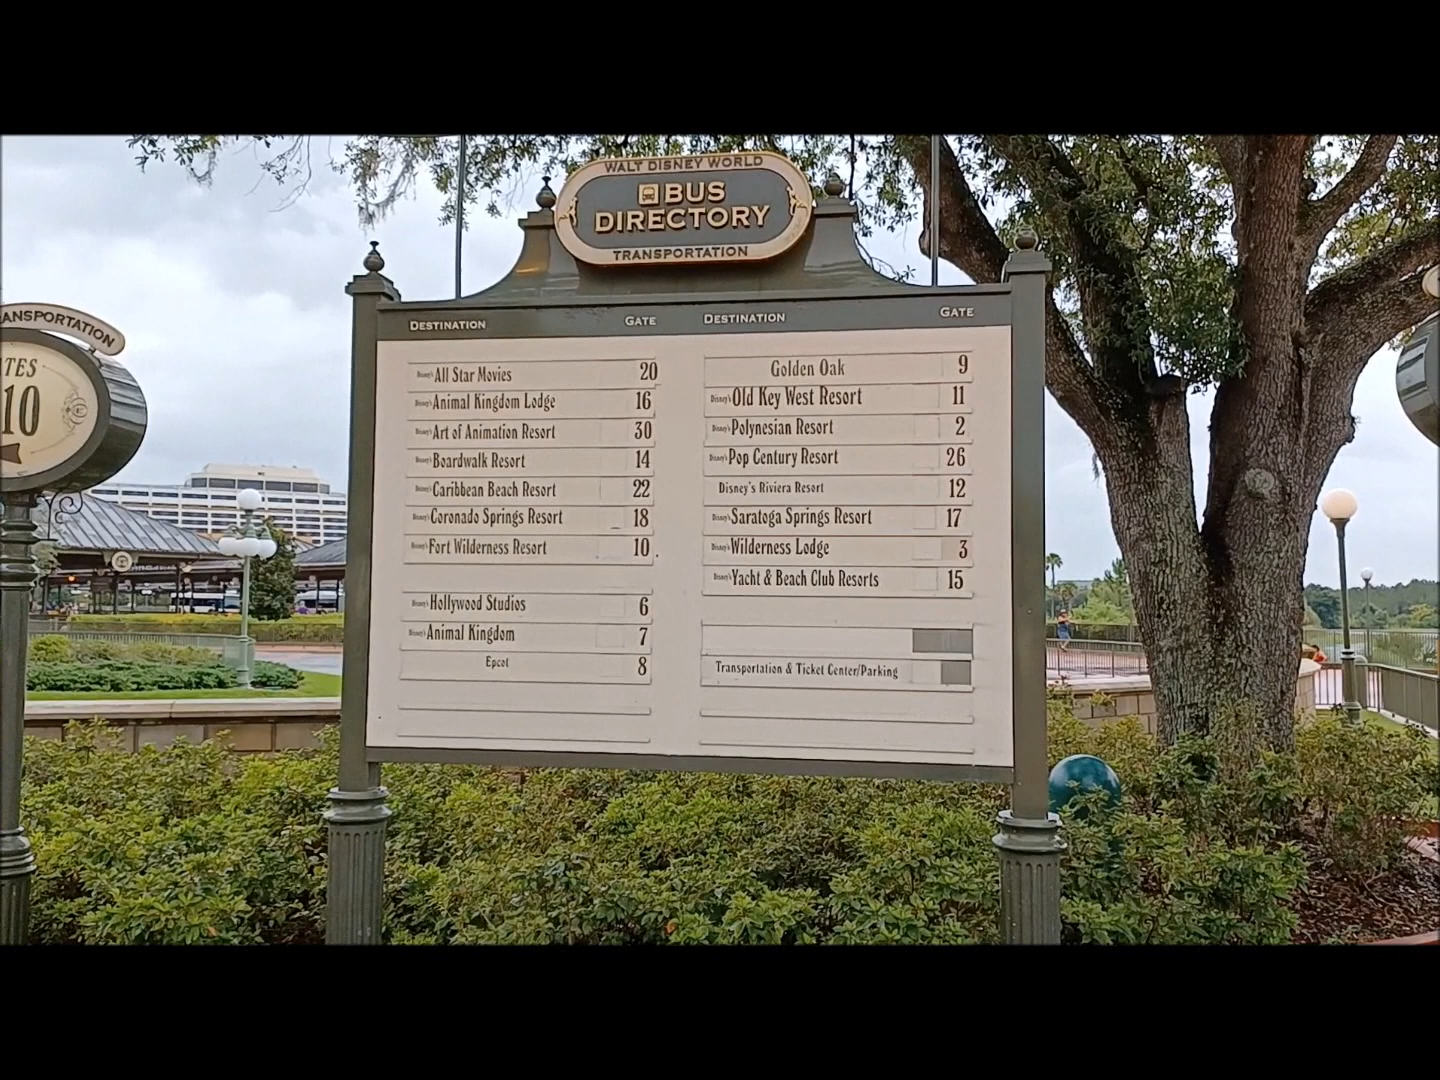 WALT DISNEY WORLD
BUS
DIRECTORY
TRANSPORTATION
TRANSPORTATION
10
DESTINATION GATE DESTINATION GATE
Disney's All Star Movies 20
Disney's Animal Kingdom Lodge 16
Disney's Art of Animation Resort 30
Disney's Boardwalk Resort 14
Disney's Caribbean Beach Resort 22
Disney's Coronado Springs Resort 18
Disney's Fort Wilderness Resort 10
Disney's Hollywood Studios 6
Disney's Animal Kingdom 7
Epcot 8
Golden Oak 9
Disney's Old Key West Resort 11
Disney's Polynesian Resort 2
Disney's Pop Century Resort 26
Disney's Riviera Resort 12
Disney's Saratoga Springs Resort 17
Disney's Wilderness Lodge 3
Disney's Yacht & Beach Club Resorts 15
Transportation & Ticket Center/Parking